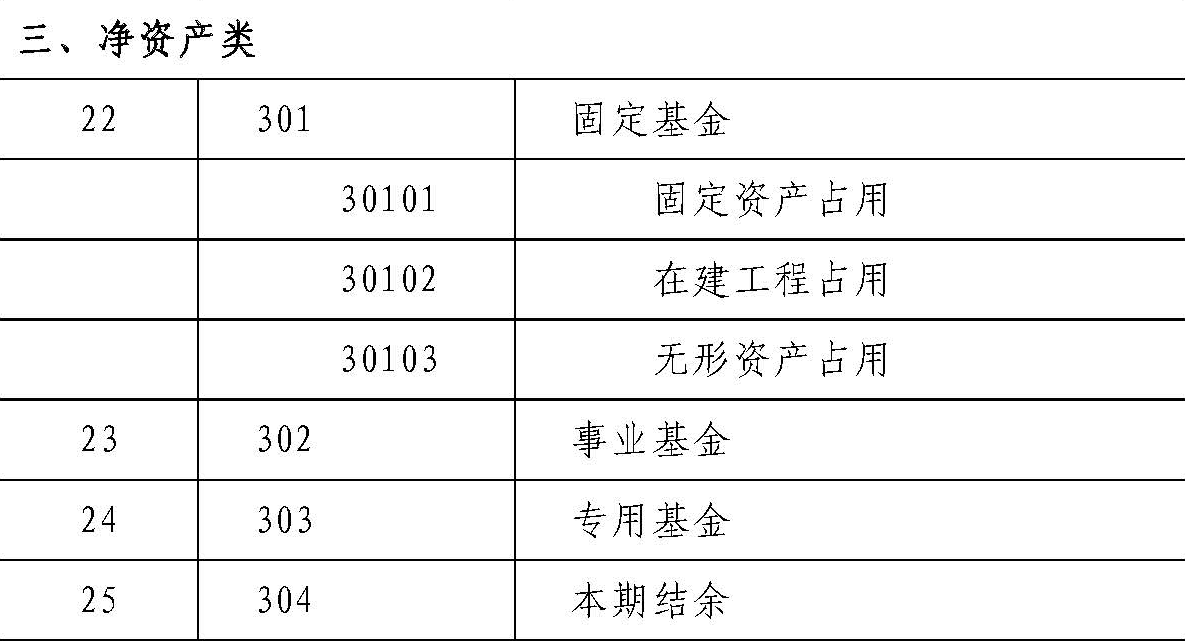 三、净资产类
22 301 固定基金
30101 固定资产占用
30102 在建工程占用
30103 无形资产占用
23 302 事业基金
24 303 专用基金
25 304 本期结余